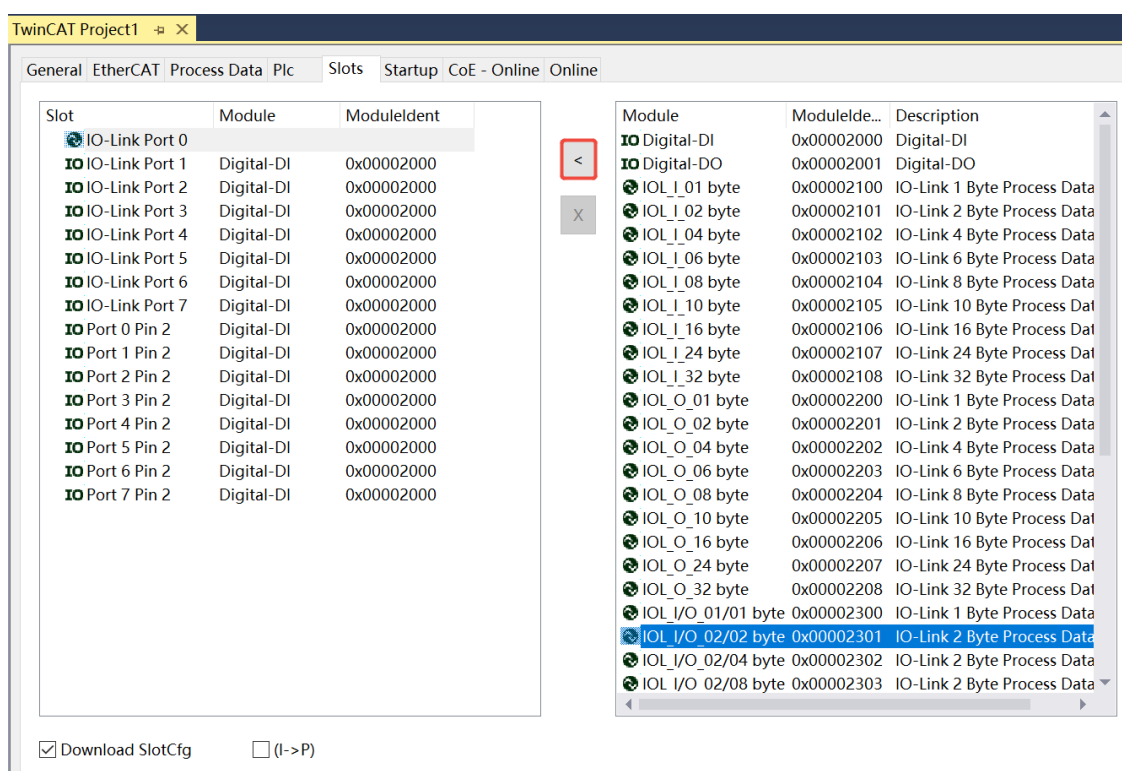 TwinCAT Project1
General EtherCAT Process Data Plc Slots Startup CoE - Online Online
Slot Module ModuleIdent
IO-Link Port 0
IO IO-Link Port 1 Digital-DI 0x00002000
IO IO-Link Port 2 Digital-DI 0x00002000
IO IO-Link Port 3 Digital-DI 0x00002000
IO IO-Link Port 4 Digital-DI 0x00002000
IO IO-Link Port 5 Digital-DI 0x00002000
IO IO-Link Port 6 Digital-DI 0x00002000
IO IO-Link Port 7 Digital-DI 0x00002000
IO Port 0 Pin 2 Digital-DI 0x00002000
IO Port 1 Pin 2 Digital-DI 0x00002000
IO Port 2 Pin 2 Digital-DI 0x00002000
IO Port 3 Pin 2 Digital-DI 0x00002000
IO Port 4 Pin 2 Digital-DI 0x00002000
IO Port 5 Pin 2 Digital-DI 0x00002000
IO Port 6 Pin 2 Digital-DI 0x00002000
IO Port 7 Pin 2 Digital-DI 0x00002000
<
X
Module ModuleIde... Description
IO Digital-DI 0x00002000 Digital-DI
IO Digital-DO 0x00002001 Digital-DO
IOL_I_01 byte 0x00002100 IO-Link 1 Byte Process Data
IOL_I_02 byte 0x00002101 IO-Link 2 Byte Process Data
IOL_I_04 byte 0x00002102 IO-Link 4 Byte Process Data
IOL_I_06 byte 0x00002103 IO-Link 6 Byte Process Data
IOL_I_08 byte 0x00002104 IO-Link 8 Byte Process Data
IOL_I_10 byte 0x00002105 IO-Link 10 Byte Process Dat
IOL_I_16 byte 0x00002106 IO-Link 16 Byte Process Dat
IOL_I_24 byte 0x00002107 IO-Link 24 Byte Process Dat
IOL_I_32 byte 0x00002108 IO-Link 32 Byte Process Dat
IOL_O_01 byte 0x00002200 IO-Link 1 Byte Process Data
IOL_O_02 byte 0x00002201 IO-Link 2 Byte Process Data
IOL_O_04 byte 0x00002202 IO-Link 4 Byte Process Data
IOL_O_06 byte 0x00002203 IO-Link 6 Byte Process Data
IOL_O_08 byte 0x00002204 IO-Link 8 Byte Process Data
IOL_O_10 byte 0x00002205 IO-Link 10 Byte Process Dat
IOL_O_16 byte 0x00002206 IO-Link 16 Byte Process Dat
IOL_O_24 byte 0x00002207 IO-Link 24 Byte Process Dat
IOL_O_32 byte 0x00002208 IO-Link 32 Byte Process Dat
IOL_I/O_01/01 byte 0x00002300 IO-Link 1 Byte Process Data
IOL_I/O_02/02 byte 0x00002301 IO-Link 2 Byte Process Data
IOL_I/O_02/04 byte 0x00002302 IO-Link 2 Byte Process Data
IOL_I/O_02/08 byte 0x00002303 IO-Link 2 Byte Process Data
Download SlotCfg (I->P)